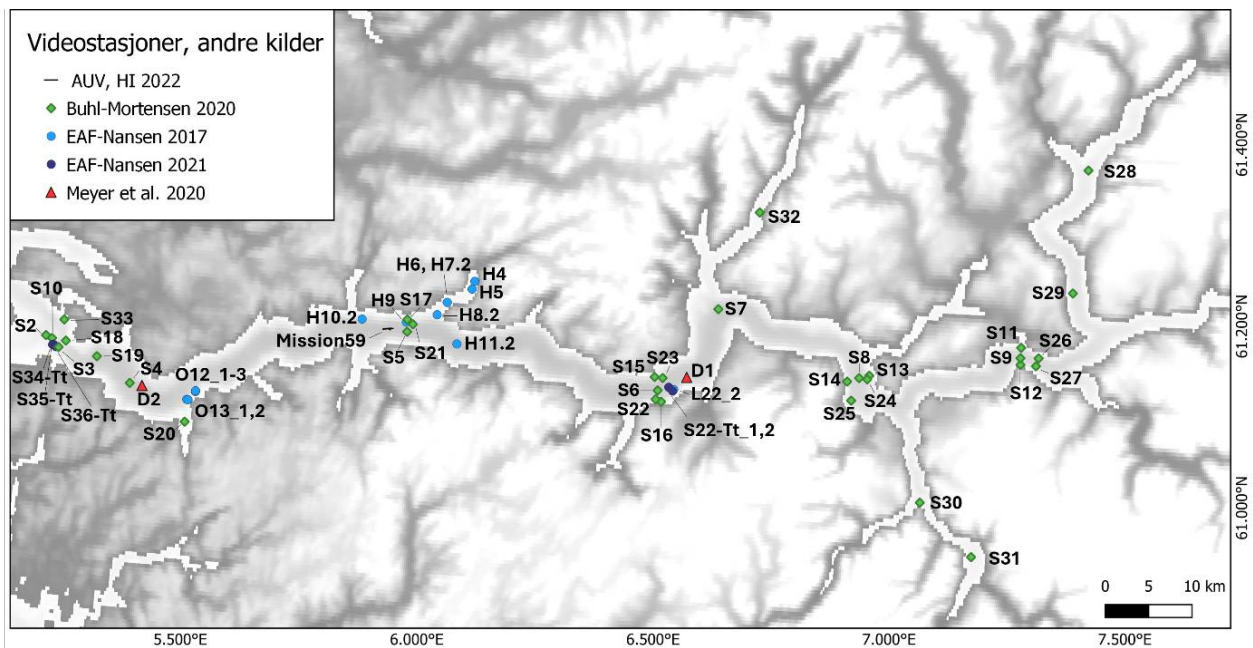 Videostasjoner, andre kilder
AUV, HI 2022
Buhl-Mortensen 2020
EAF-Nansen 2017
EAF-Nansen 2021
Meyer et al. 2020
61.400°N
S28
S32
H6, H7.2
H4
H5
S10
S29
H9
S17
S7
S33
H10.2
H8.2
S2
S18
Mission59
S11
S26
S5
S21
H11.2
S3
S19
S9
61.200°N
S15
S23
D1
S8
S13
S27
S34-Tt
S4
O12_1-3
S14
S12
S35-Tt
D2
S6
L22_2
S24
S36-Tt
O13_1,2
S22
S25
S20
S16
S22-Tt_1,2
S30
61.000°N
S31
0 5 10 km
5.500°E 6.000°E 6.500°E 7.000°E 7.500°E